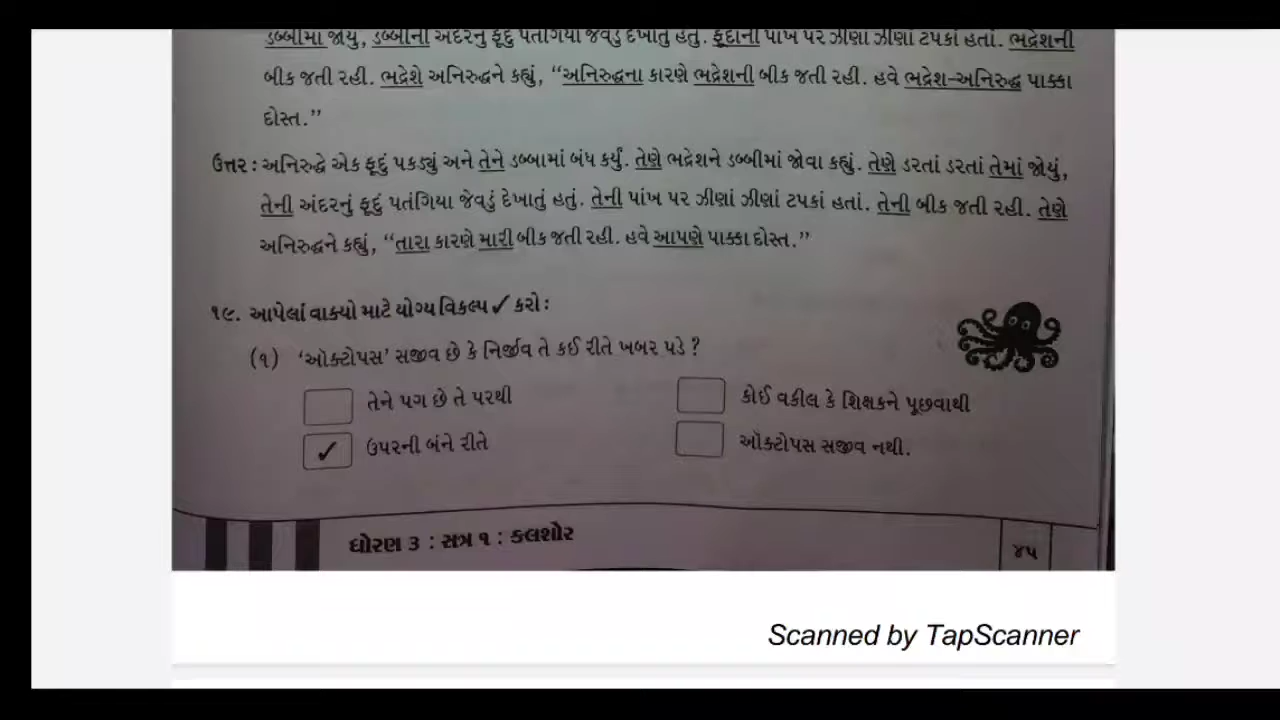 ડબ્બીમાં જોયું, ડબ્બીની અંદરનું ફૂદું પતંગિયા જેવડું દેખાતું હતું. ફૂદાની પાંખ પર ઝીણાં ઝીણાં ટપકાં હતાં. ભદ્રેશની
બીક જતી રહી. ભદ્રેશે અનિરુદ્ધને કહ્યું, “અનિરુદ્ધના કારણે ભદ્રેશની બીક જતી રહી. હવે ભદ્રેશ-અનિરુદ્ધ પાક્કા
દોસ્ત.”
ઉત્તર : અનિરુદ્ધે એક ફૂદું પકડ્યું અને તેને ડબ્બામાં બંધ કર્યું. તેણે ભદ્રેશને ડબ્બીમાં જોવા કહ્યું. તેણે ડરતાં ડરતાં તેમાં જોયું,
તેની અંદરનું ફૂદું પતંગિયા જેવડું દેખાતું હતું. તેની પાંખ પર ઝીણાં ઝીણાં ટપકાં હતાં. તેની બીક જતી રહી. તેણે
અનિરુદ્ધને કહ્યું, “તારા કારણે મારી બીક જતી રહી. હવે આપણે પાક્કા દોસ્ત.”
૧૯. આપેલાં વાક્યો માટે યોગ્ય વિકલ્પ ✓ કરો :
(૧) ‘ઑક્ટોપસ’ સજીવ છે કે નિર્જીવ તે કઈ રીતે ખબર પડે ?
તેને પગ છે તે પરથી કોઈ વકીલ કે શિક્ષકને પૂછવાથી
✓ ઉપરની બંને રીતે ઑક્ટોપસ સજીવ નથી.
ધોરણ 3 : સત્ર ૧ : કલશોર ૪૫
Scanned by TapScanner